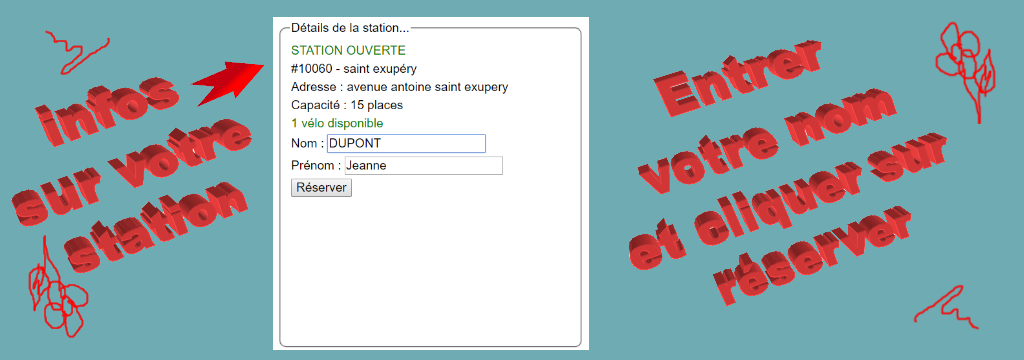 infos
sur votre
station
Détails de la station...
STATION OUVERTE
#10060 - saint exupéry
Adresse : avenue antoine saint exupery
Capacité : 15 places
1 vélo disponible
Nom : DUPONT
Prénom : Jeanne
Réserver
Entrer
votre nom
et cliquer sur
réserver